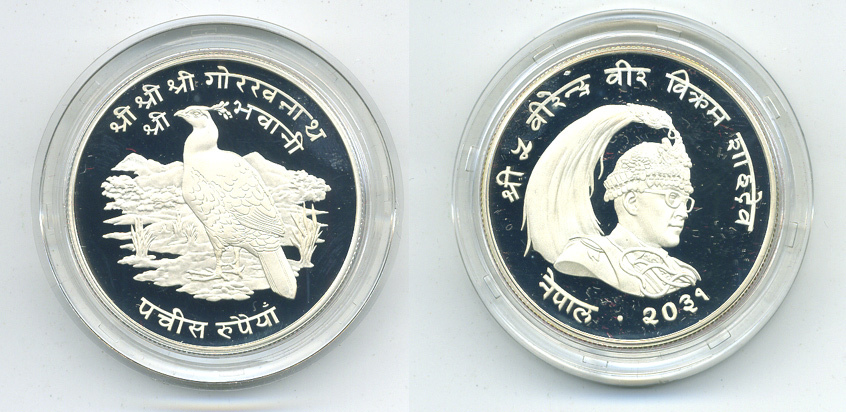 श्री श्री श्री गोरखनाथ
श्री भवानी
पच्चीस रुपैयाँ
श्री ५ वीरेन्द्र वीर विक्रम शाहदेव
नेपाल · २०३१